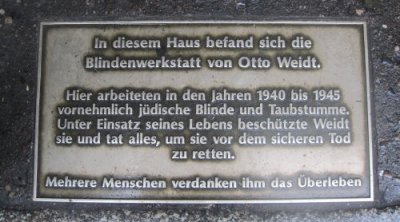 In diesem Haus befand sich die
Blindenwerkstatt von Otto Weidt.
Hier arbeiteten in den Jahren 1940 bis 1945
vornehmlich jüdische Blinde und Taubstumme.
Unter Einsatz seines Lebens beschützte Weidt
sie und tat alles, um sie vor dem sicheren Tod
zu retten.
Mehrere Menschen verdanken ihm das Überleben